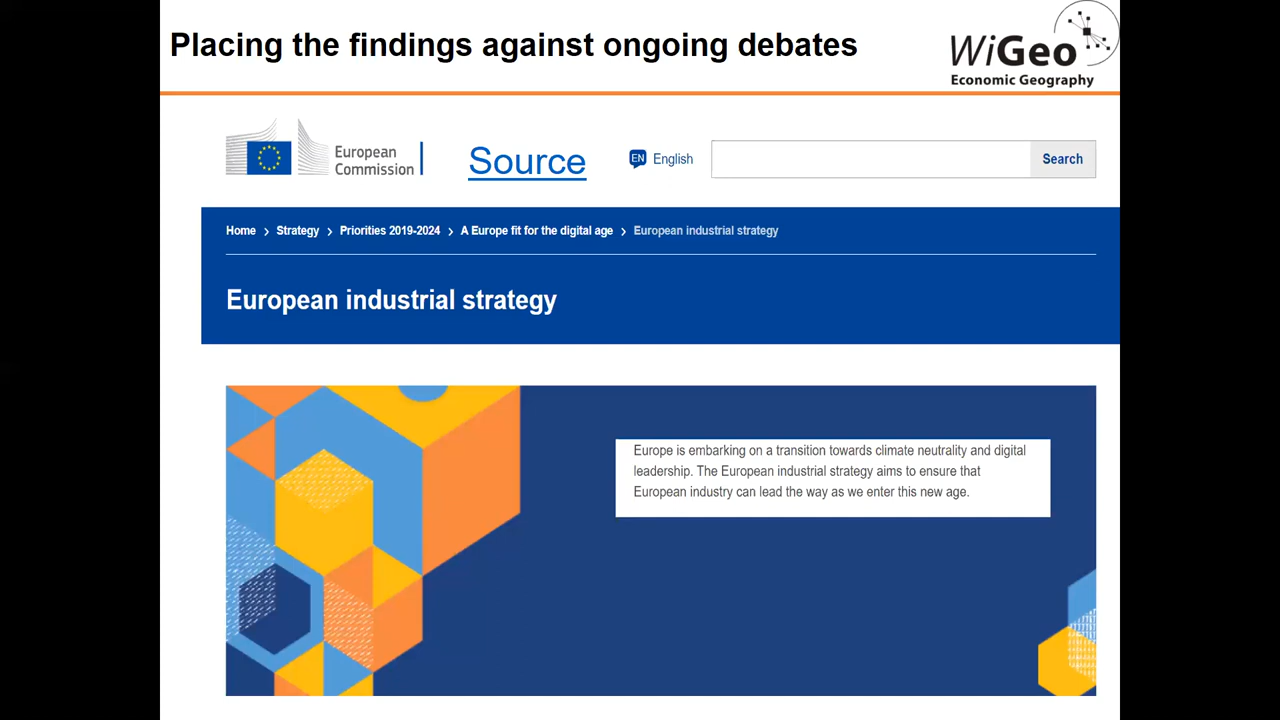 Placing the findings against ongoing debates
WiGeo
Economic Geography
European
Commission
Source
EN English
Search
Home > Strategy > Priorities 2019-2024 > A Europe fit for the digital age > European industrial strategy
European industrial strategy
Europe is embarking on a transition towards climate neutrality and digital
leadership. The European industrial strategy aims to ensure that
European industry can lead the way as we enter this new age.